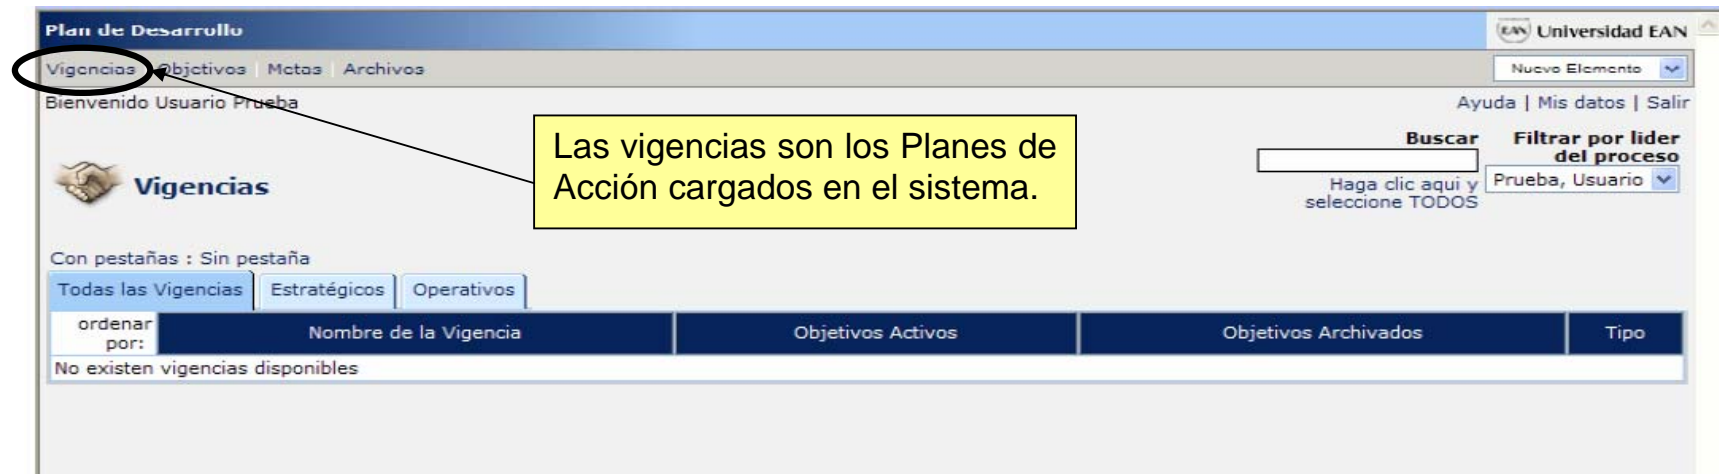 Plan de Desarrollo
EAN Universidad EAN
Vigencias | Objetivos | Metas | Archivos
Nuevo Elemento
Bienvenido Usuario Prueba
Ayuda | Mis datos | Salir
Las vigencias son los Planes de
Acción cargados en el sistema.
Buscar
Filtrar por lider
del proceso
Vigencias
Prueba, Usuario
Haga clic aqui y
seleccione TODOS
Con pestañas : Sin pestaña
Todas las Vigencias Estratégicos Operativos
ordenar
por:
Nombre de la Vigencia Objetivos Activos Objetivos Archivados Tipo
No existen vigencias disponibles